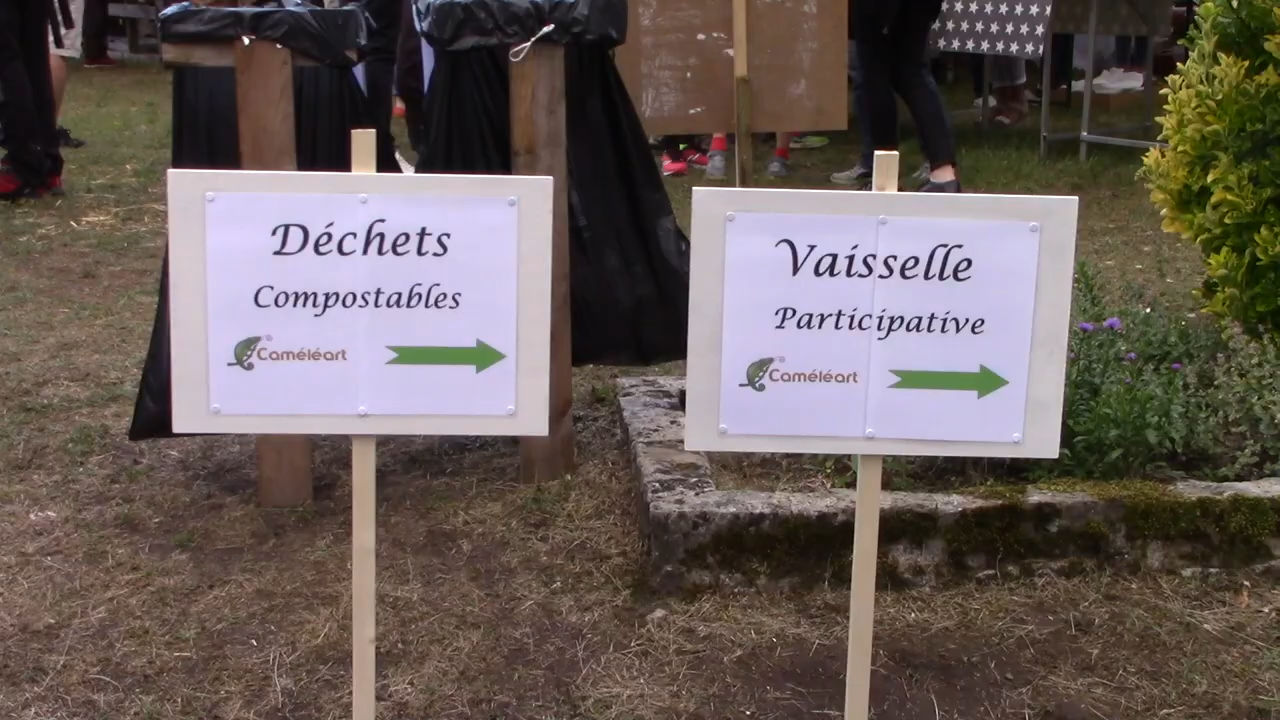 Déchets
Compostables
Caméléart
Vaisselle
Participative
Caméléart